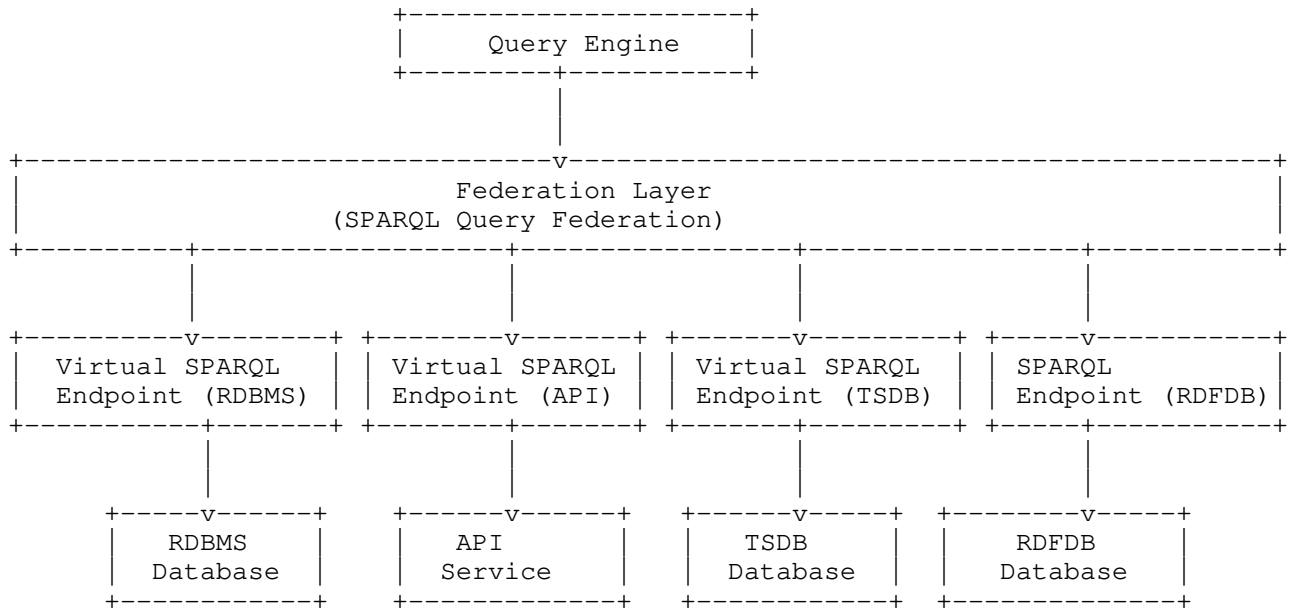 Query Engine
Federation Layer
(SPARQL Query Federation)
Virtual SPARQL
Endpoint (RDBMS)
Virtual SPARQL
Endpoint (API)
Virtual SPARQL
Endpoint (TSDB)
SPARQL
Endpoint (RDFDB)
RDBMS
Database
API
Service
TSDB
Database
RDFDB
Database